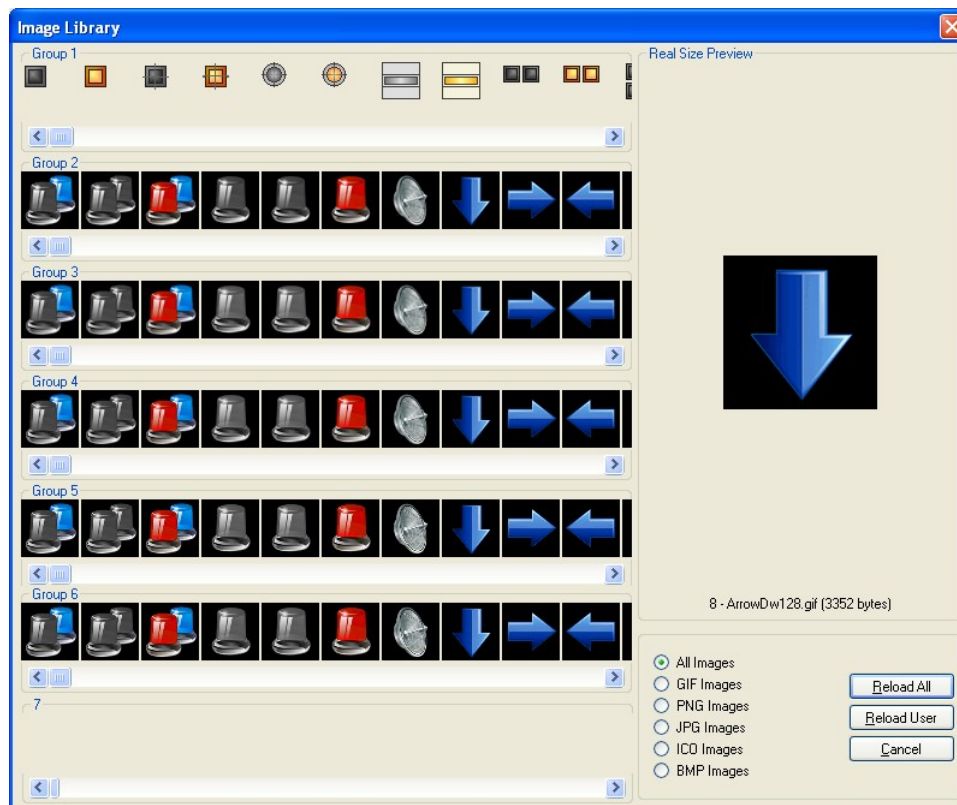 Image Library
Group 1
Real Size Preview
Group 2
Group 3
Group 4
Group 5
Group 6
8 - ArrowDw128.gif (3352 bytes)
All Images
GIF Images
PNG Images
JPG Images
ICO Images
BMP Images
Reload All
Reload User
Cancel
7